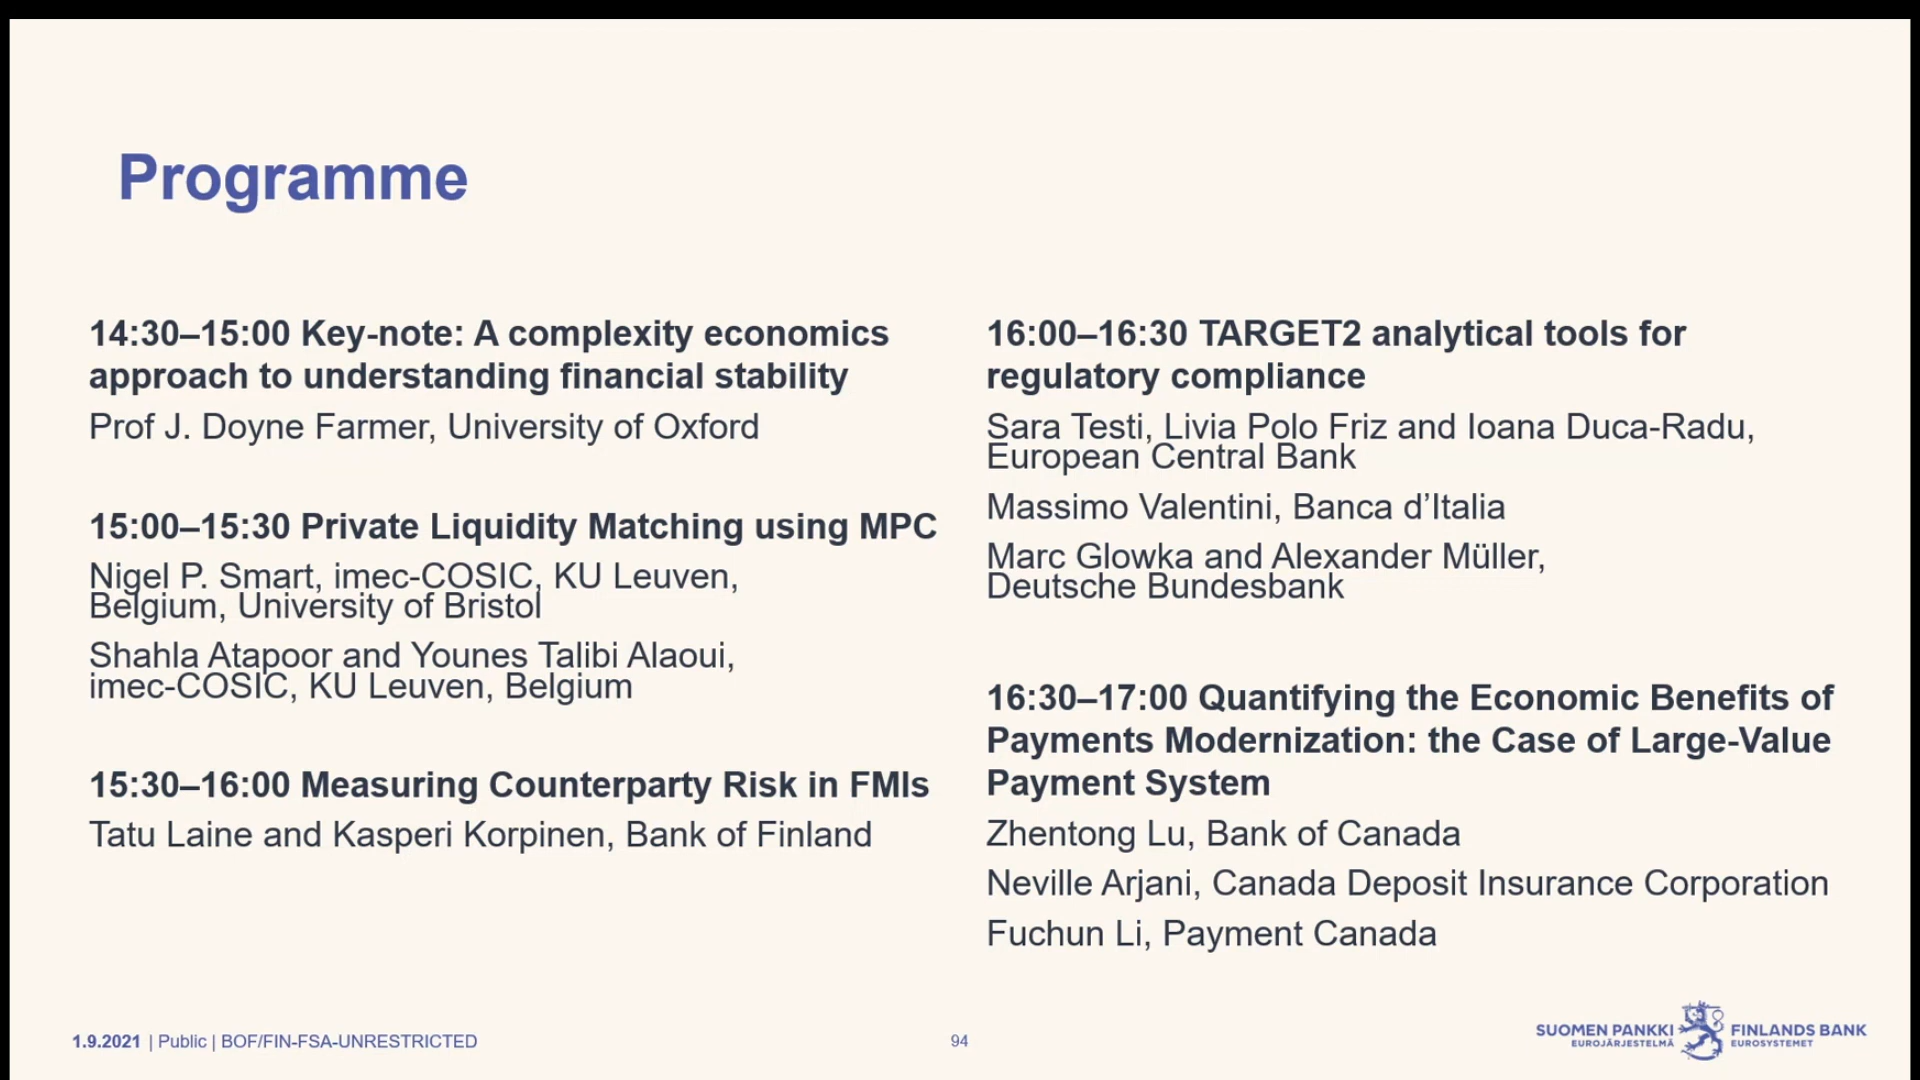 Programme
14:30–15:00 Key-note: A complexity economics
approach to understanding financial stability
Prof J. Doyne Farmer, University of Oxford
15:00–15:30 Private Liquidity Matching using MPC
Nigel P. Smart, imec-COSIC, KU Leuven,
Belgium, University of Bristol
Shahla Atapoor and Younes Talibi Alaoui,
imec-COSIC, KU Leuven, Belgium
15:30–16:00 Measuring Counterparty Risk in FMIs
Tatu Laine and Kasperi Korpinen, Bank of Finland
16:00–16:30 TARGET2 analytical tools for
regulatory compliance
Sara Testi, Livia Polo Friz and Ioana Duca-Radu,
European Central Bank
Massimo Valentini, Banca d’Italia
Marc Glowka and Alexander Müller,
Deutsche Bundesbank
16:30–17:00 Quantifying the Economic Benefits of
Payments Modernization: the Case of Large-Value
Payment System
Zhentong Lu, Bank of Canada
Neville Arjani, Canada Deposit Insurance Corporation
Fuchun Li, Payment Canada
1.9.2021 | Public | BOF/FIN-FSA-UNRESTRICTED
94
SUOMEN PANKKI
EUROJÄRJESTELMÄ
FINLANDS BANK
EUROSYSTEMET